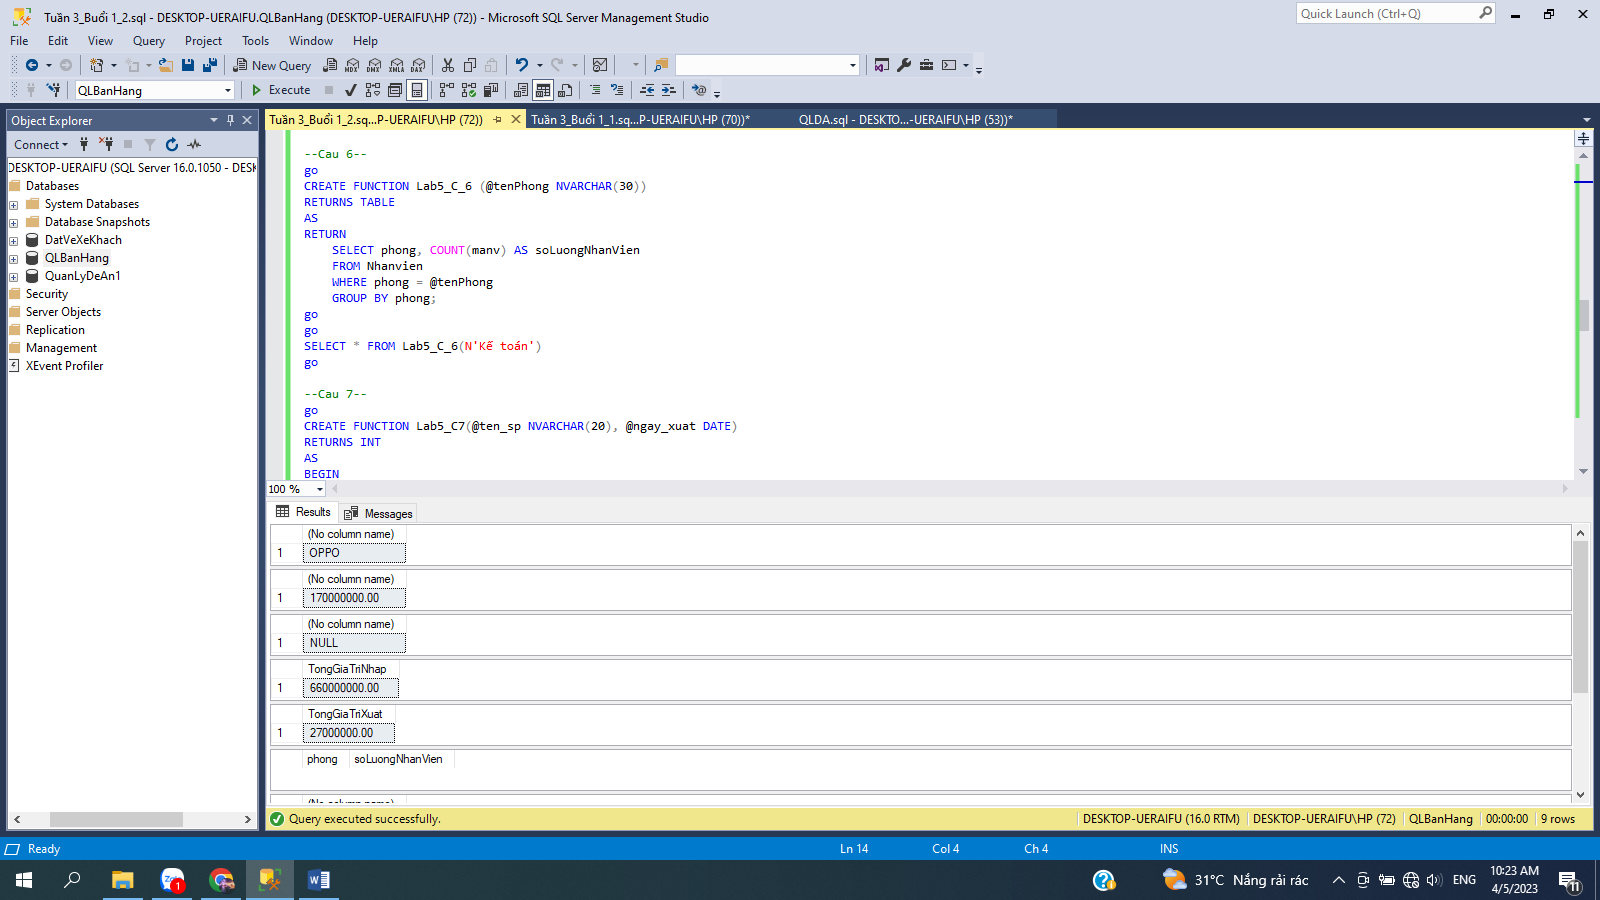 Tuần 3_Buổi 1_2.sql - DESKTOP-UERAIFU.QLBanHang (DESKTOP-UERAIFU\HP (72)) - Microsoft SQL Server Management Studio
Quick Launch (Ctrl+Q)
File Edit View Query Project Tools Window Help
New Query
MDX DMX XMLA DAX
QLBanHang
Execute
Object Explorer
Connect
DESKTOP-UERAIFU (SQL Server 16.0.1050 - DESK
Databases
System Databases
Database Snapshots
DatVeXeKhach
QLBanHang
QuanLyDeAn1
Security
Server Objects
Replication
Management
XEvent Profiler
Tuần 3_Buổi 1_2.sq...P-UERAIFU\HP (72)) Tuần 3_Buổi 1_1.sq...P-UERAIFU\HP (70))* QLDA.sql - DESKTO...-UERAIFU\HP (53))*
--Cau 6--
go
CREATE FUNCTION Lab5_C_6 (@tenPhong NVARCHAR(30))
RETURNS TABLE
AS
RETURN
SELECT phong, COUNT(manv) AS soLuongNhanVien
FROM Nhanvien
WHERE phong = @tenPhong
GROUP BY phong;
go
go
SELECT * FROM Lab5_C_6(N'Kế toán')
go
--Cau 7--
go
CREATE FUNCTION Lab5_C7(@ten_sp NVARCHAR(20), @ngay_xuat DATE)
RETURNS INT
AS
BEGIN
100 %
Results Messages
(No column name)
1 OPPO
(No column name)
1 170000000.00
(No column name)
1 NULL
TongGiaTriNhap
1 660000000.00
TongGiaTriXuat
1 27000000.00
phong soLuongNhanVien
(No column name)
Query executed successfully. DESKTOP-UERAIFU (16.0 RTM) DESKTOP-UERAIFU\HP (72) QLBanHang 00:00:00 9 rows
Ready Ln 14 Col 4 Ch 4 INS
Zalo
1
31°C Nắng rải rác
ENG
10:23 AM
4/5/2023
11